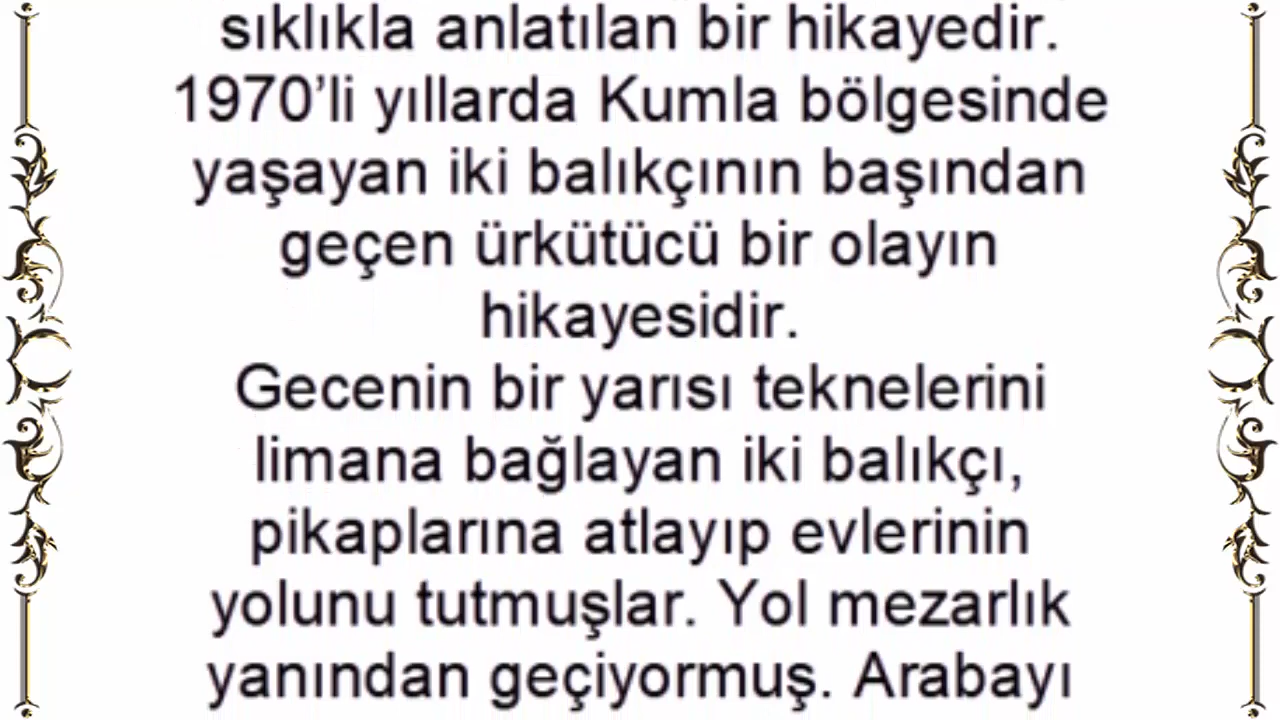 sıklıkla anlatılan bir hikayedir.
1970’li yıllarda Kumla bölgesinde
yaşayan iki balıkçının başından
geçen ürkütücü bir olayın
hikayesidir.
Gecenin bir yarısı teknelerini
limana bağlayan iki balıkçı,
pikaplarına atlayıp evlerinin
yolunu tutmuşlar. Yol mezarlık
yanından geçiyormuş. Arabayı